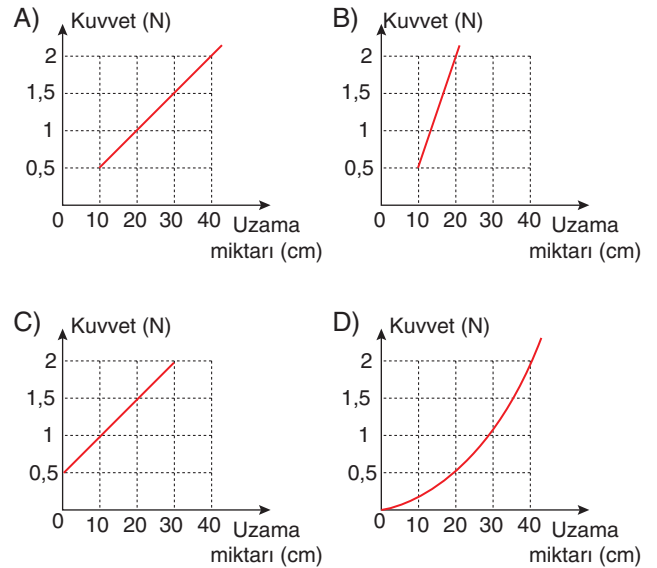 A) Kuvvet (N)
2
1,5
1
0,5
0 10 20 30 40 Uzama
miktarı (cm)
B) Kuvvet (N)
2
1,5
1
0,5
0 10 20 30 40 Uzama
miktarı (cm)
C) Kuvvet (N)
2
1,5
1
0,5
0 10 20 30 40 Uzama
miktarı (cm)
D) Kuvvet (N)
2
1,5
1
0,5
0 10 20 30 40 Uzama
miktarı (cm)